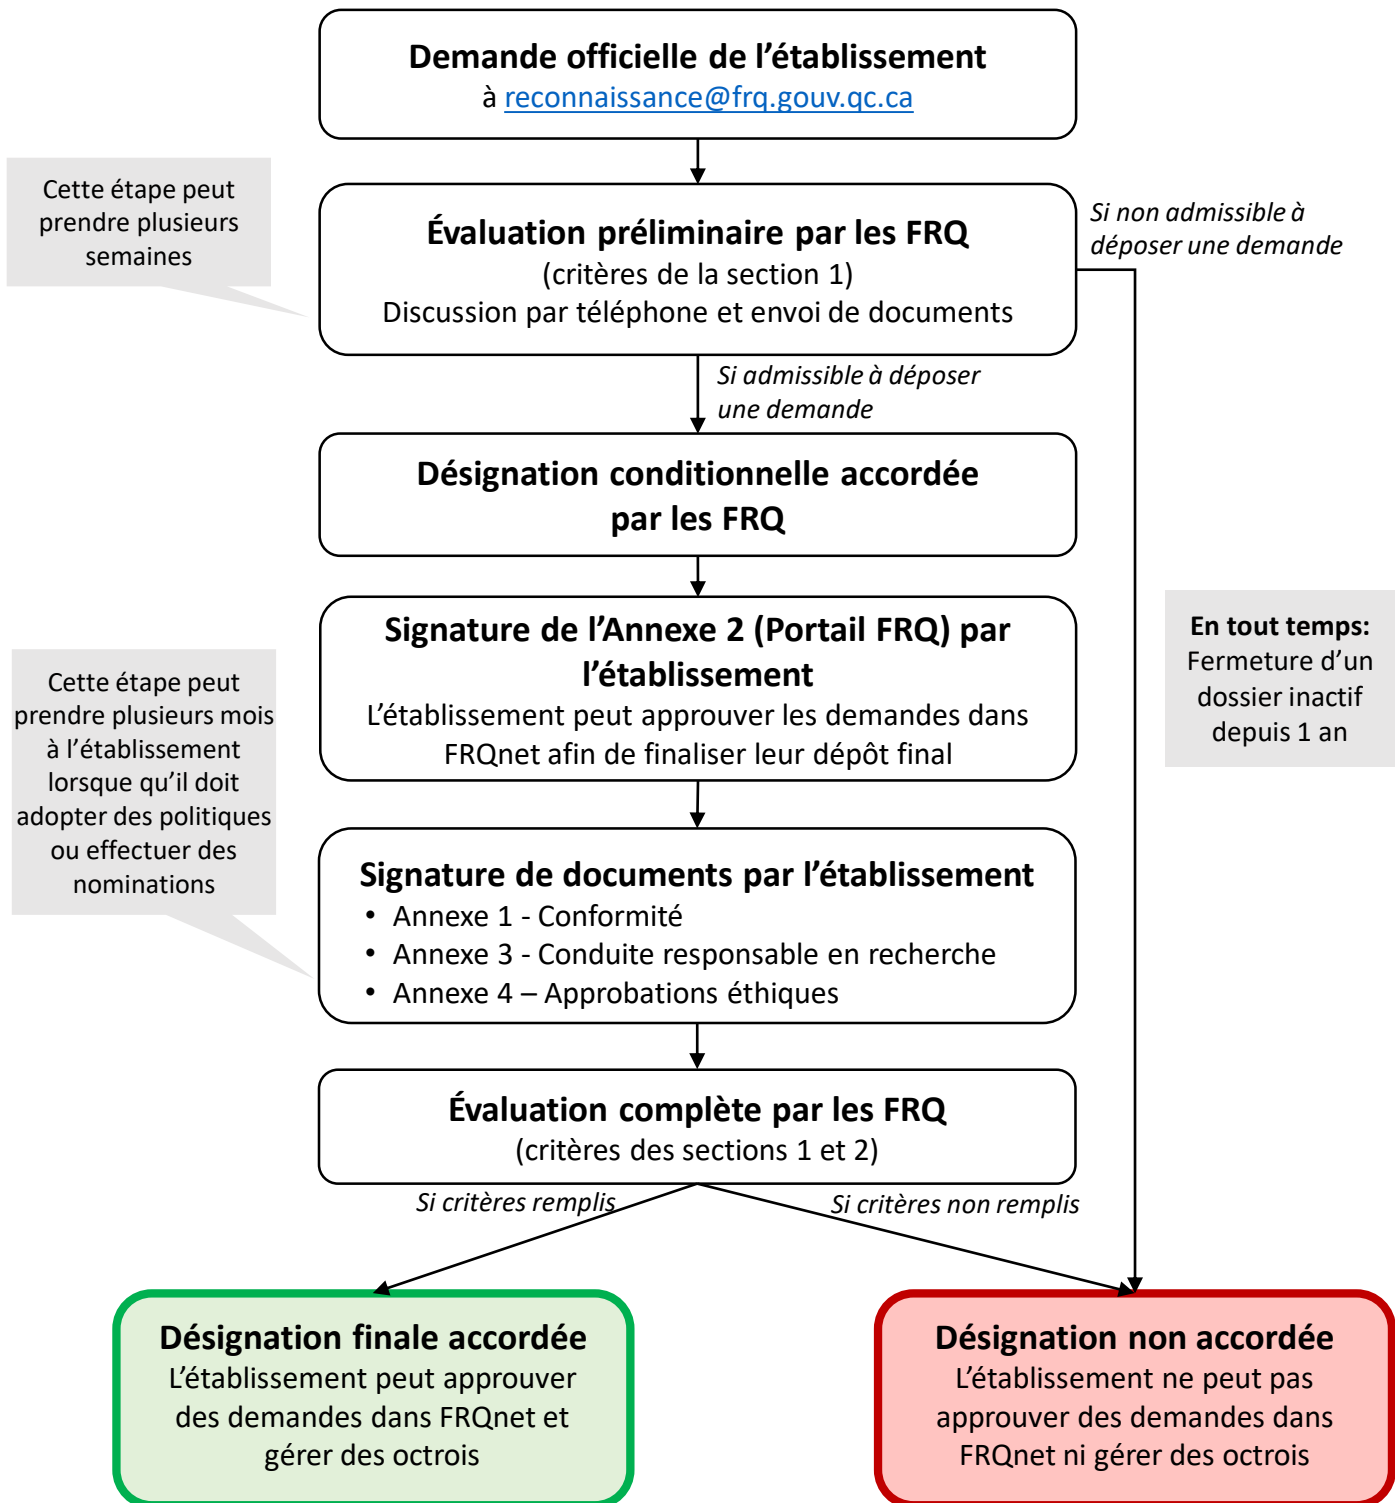 Demande officielle de l’établissement
à reconnaissance@frq.gouv.qc.ca
Cette étape peut
prendre plusieurs
semaines
Évaluation préliminaire par les FRQ
(critères de la section 1)
Discussion par téléphone et envoi de documents
Si non admissible à
déposer une demande
Si admissible à déposer
une demande
Désignation conditionnelle accordée
par les FRQ
Signature de l’Annexe 2 (Portail FRQ) par
l’établissement
L’établissement peut approuver les demandes dans
FRQnet afin de finaliser leur dépôt final
En tout temps:
Fermeture d’un
dossier inactif
depuis 1 an
Cette étape peut
prendre plusieurs mois
à l’établissement
lorsque qu’il doit
adopter des politiques
ou effectuer des
nominations
Signature de documents par l’établissement
• Annexe 1 - Conformité
• Annexe 3 - Conduite responsable en recherche
• Annexe 4 – Approbations éthiques
Évaluation complète par les FRQ
(critères des sections 1 et 2)
Si critères remplis
Si critères non remplis
Désignation finale accordée
L’établissement peut approuver
des demandes dans FRQnet et
gérer des octrois
Désignation non accordée
L’établissement ne peut pas
approuver des demandes dans
FRQnet ni gérer des octrois